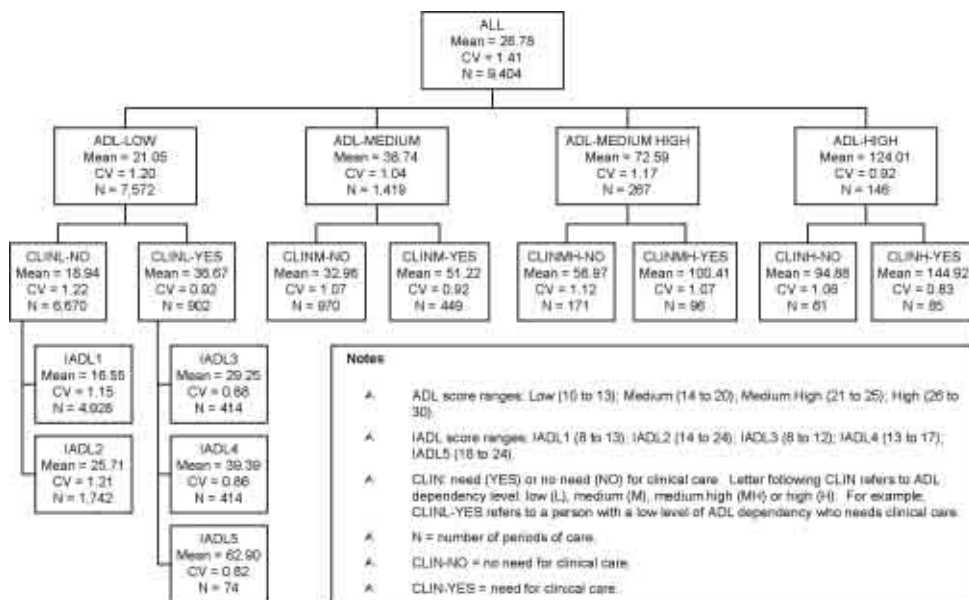 ALL
Mean = 26.78
CV = 1.41
N = 9,404
ADL-LOW
Mean = 21.05
CV = 1.20
N = 7,572
ADL-MEDIUM
Mean = 38.74
CV = 1.04
N = 1,419
ADL-MEDIUM HIGH
Mean = 72.59
CV = 1.17
N = 267
ADL-HIGH
Mean = 124.01
CV = 0.92
N = 146
CLINL-NO
Mean = 18.94
CV = 1.22
N = 6,670
CLINL-YES
Mean = 36.67
CV = 0.92
N = 902
CLINM-NO
Mean = 32.96
CV = 1.07
N = 970
CLINM-YES
Mean = 51.22
CV = 0.92
N = 449
CLINMH-NO
Mean = 56.97
CV = 1.12
N = 171
CLINMH-YES
Mean = 100.41
CV = 1.07
N = 96
CLINH-NO
Mean = 94.88
CV = 1.06
N = 61
CLINH-YES
Mean = 144.92
CV = 0.83
N = 85
IADL1
Mean = 16.55
CV = 1.15
N = 4,928
IADL2
Mean = 25.71
CV = 1.21
N = 1,742
IADL3
Mean = 29.25
CV = 0.88
N = 414
IADL4
Mean = 39.39
CV = 0.86
N = 414
IADL5
Mean = 62.90
CV = 0.82
N = 74
Notes
A ADL score ranges: Low (10 to 13); Medium (14 to 20); Medium High (21 to 25); High (26 to
30).
A IADL score ranges: IADL1 (8 to 13); IADL2 (14 to 24); IADL3 (8 to 12); IADL4 (13 to 17);
IADL5 (18 to 24).
A CLIN: need (YES) or no need (NO) for clinical care. Letter following CLIN refers to ADL
dependency level: low (L), medium (M), medium high (MH) or high (H). For example,
CLINL-YES refers to a person with a low level of ADL dependency who needs clinical care.
A N = number of periods of care.
A CLIN-NO = no need for clinical care.
A CLIN-YES = need for clinical care.